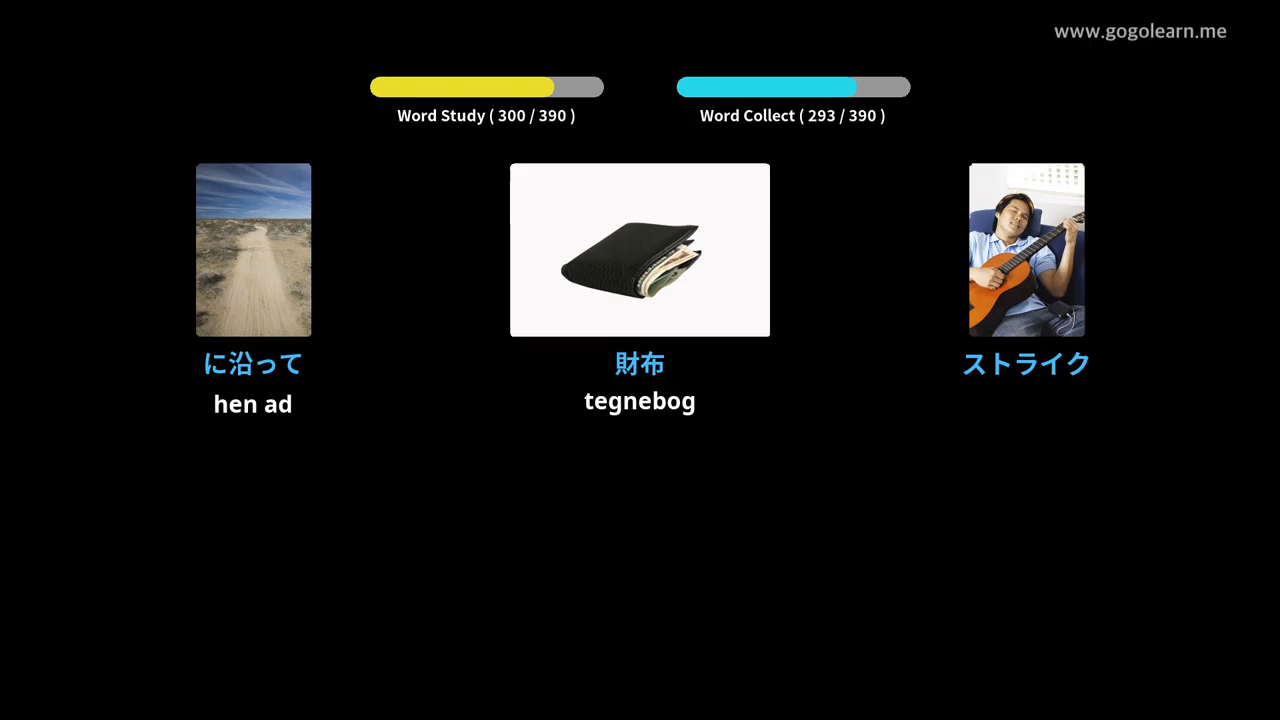 www.gogolearn.me
Word Study ( 300 / 390 )
Word Collect ( 293 / 390 )
に沿って
hen ad
財布
tegnebog
ストライク